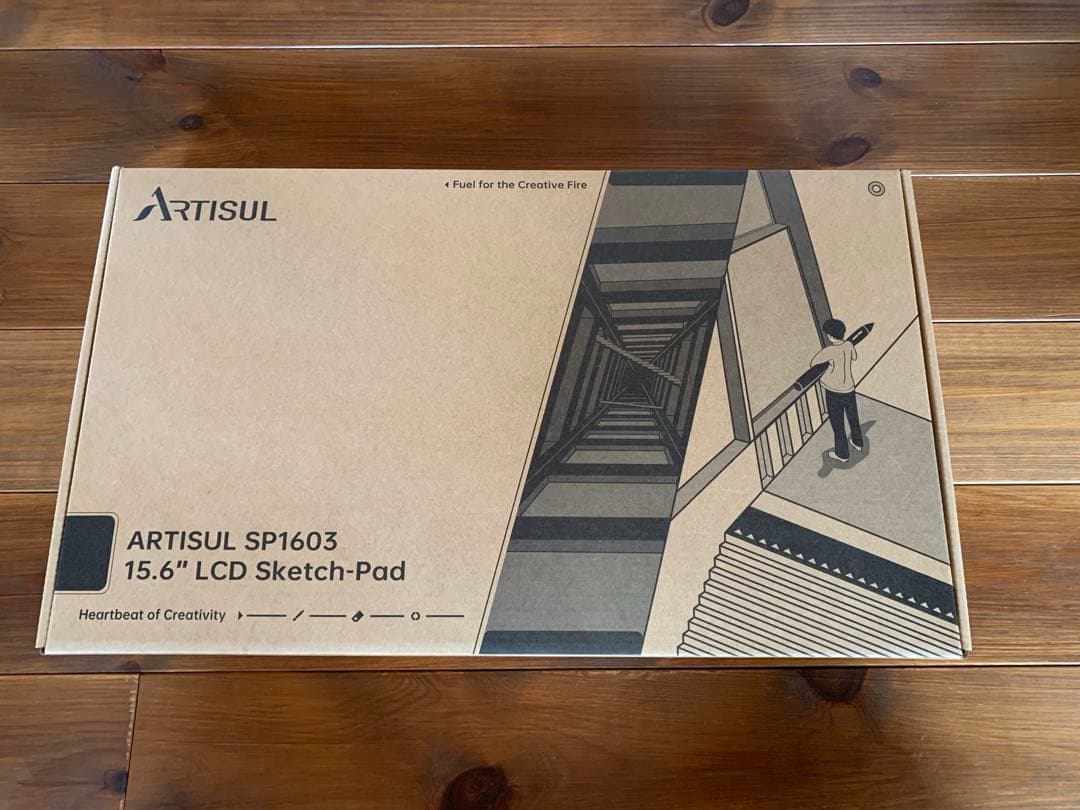 ARTISUL
Fuel for the Creative Fire
ARTISUL SP1603
15.6” LCD Sketch-Pad
Heartbeat of Creativity